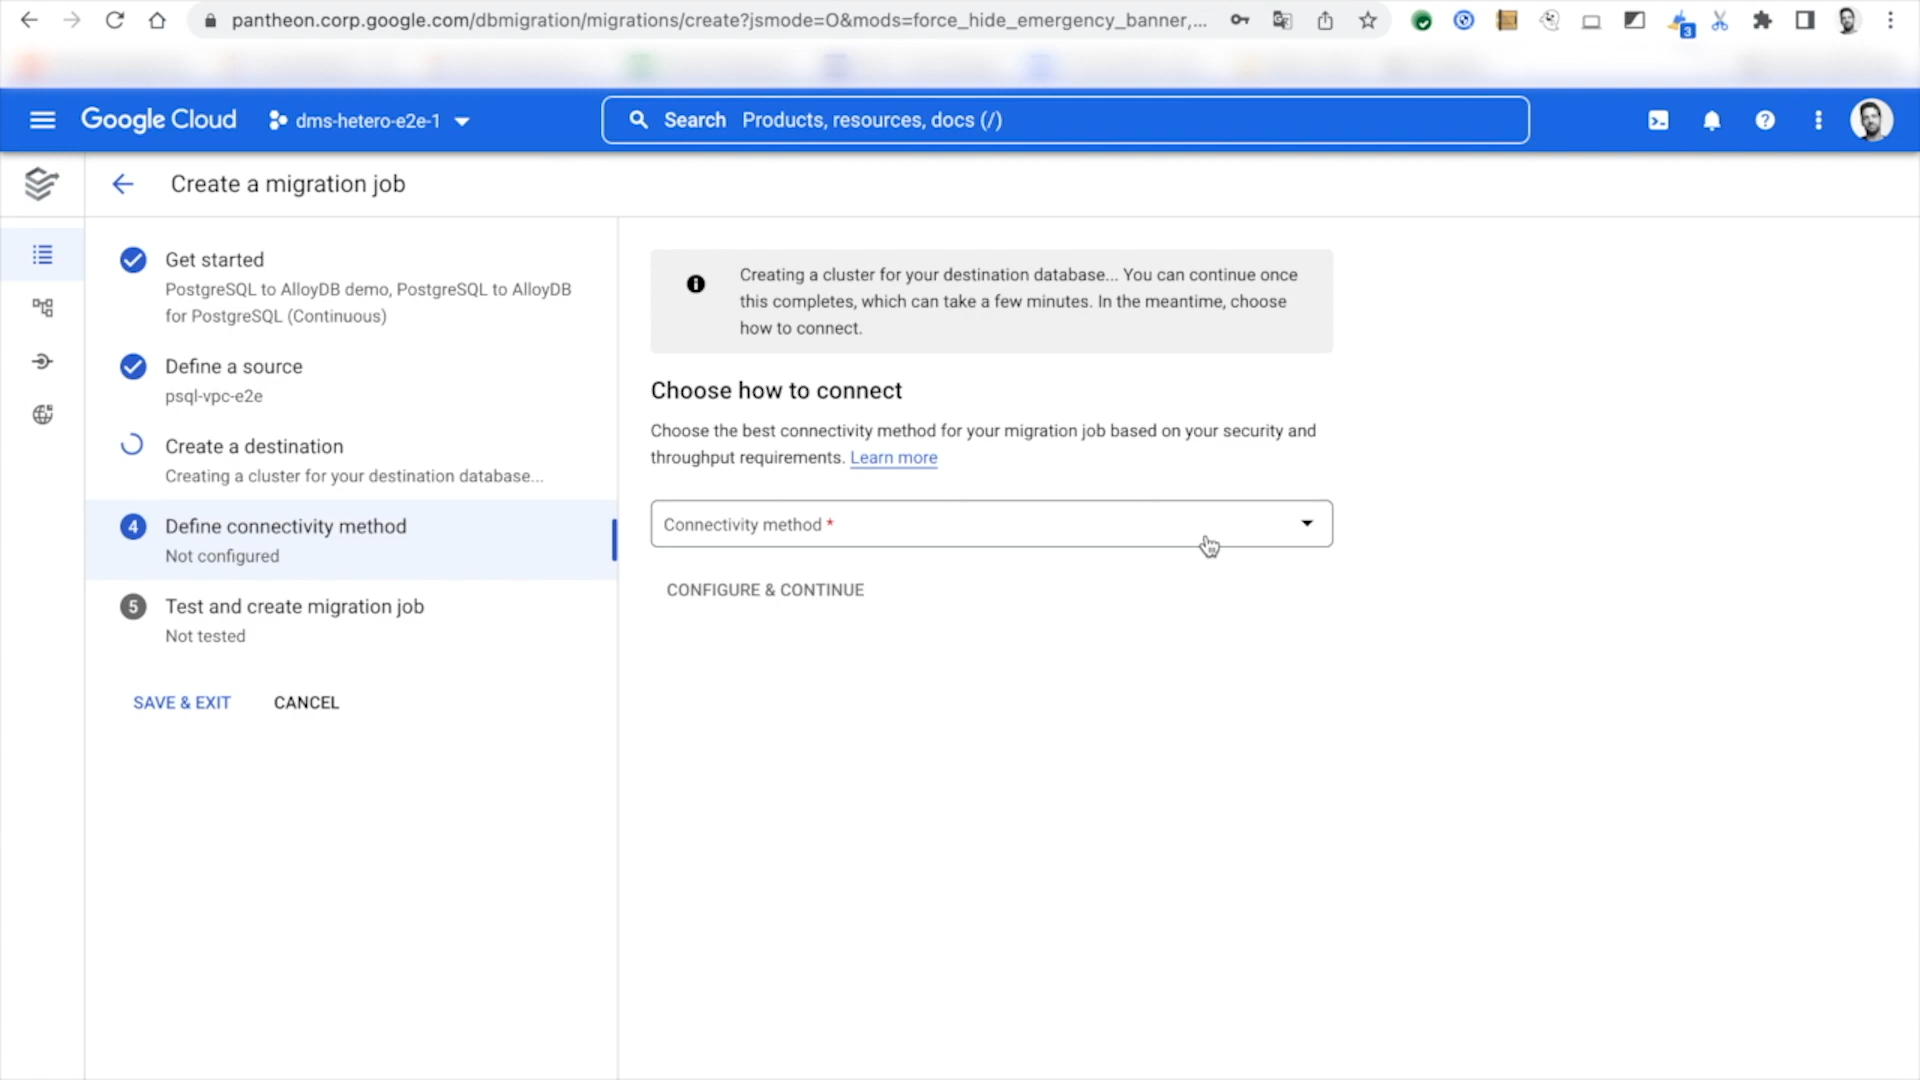 pantheon.corp.google.com/dbmigration/migrations/create?jsmode=O&mods=force_hide_emergency_banner,...
3
Google Cloud
dms-hetero-e2e-1
Search Products, resources, docs (/)
Create a migration job
Get started
PostgreSQL to AlloyDB demo, PostgreSQL to AlloyDB
for PostgreSQL (Continuous)
Define a source
psql-vpc-e2e
Create a destination
Creating a cluster for your destination database...
4 Define connectivity method
Not configured
5 Test and create migration job
Not tested
SAVE & EXIT CANCEL
Creating a cluster for your destination database... You can continue once
this completes, which can take a few minutes. In the meantime, choose
how to connect.
Choose how to connect
Choose the best connectivity method for your migration job based on your security and
throughput requirements. Learn more
Connectivity method *
CONFIGURE & CONTINUE